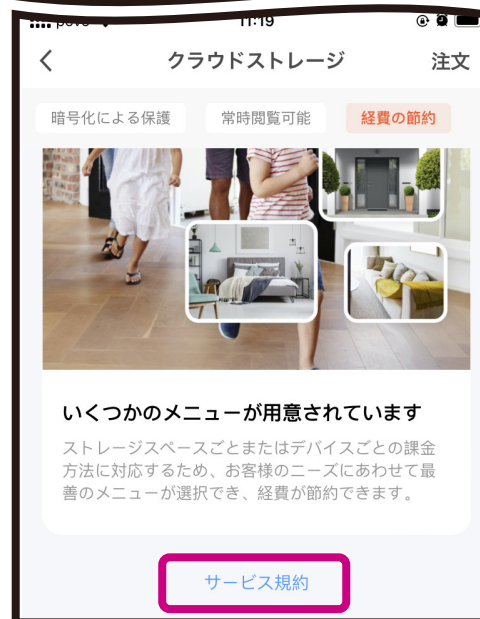 11:19
クラウドストレージ
注文
暗号化による保護
常時閲覧可能
経費の節約
いくつかのメニューが用意されています
ストレージスペースごとまたはデバイスごとの課金
方法に対応するため、お客様のニーズにあわせて最
善のメニューが選択でき、経費が節約できます。
サービス規約